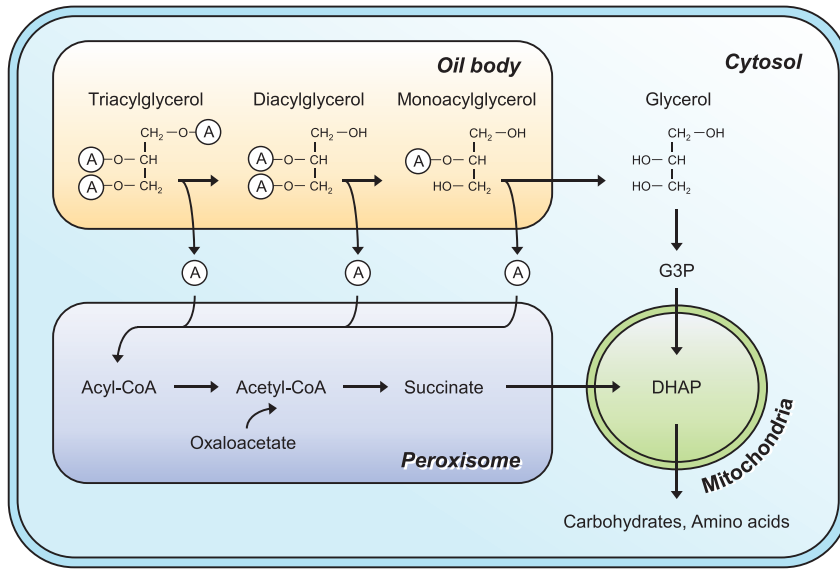 Oil body
Cytosol
Triacylglycerol
Diacylglycerol
Monoacylglycerol
Glycerol
CH2—O—A
A—O—CH
A—O—CH2
CH2—OH
A—O—CH
A—O—CH2
CH2—OH
A—O—CH
HO—CH2
CH2—OH
HO—CH
HO—CH2
A
A
A
G3P
Acyl-CoA
Acetyl-CoA
Succinate
DHAP
Oxaloacetate
Peroxisome
Mitochondria
Carbohydrates, Amino acids